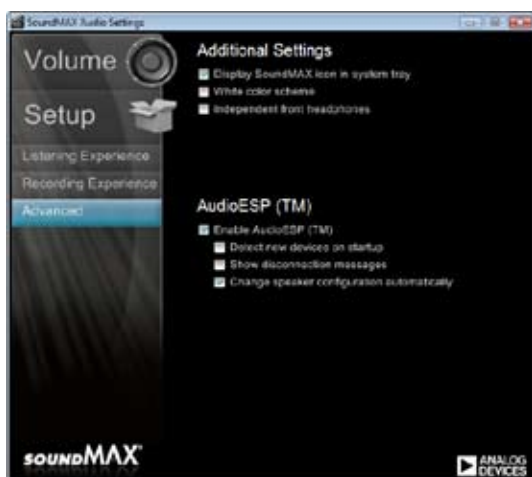 SoundMAX Audio Settings
Volume
Setup
Listening Experience
Recording Experience
Advanced
Additional Settings
Display SoundMAX icon in system tray
White color scheme
Independent front headphones
AudioESP (TM)
Enable AudioESP (TM)
Detect new devices on startup
Show disconnection messages
Change speaker configuration automatically
SOUNDMAX
ANALOG
DEVICES